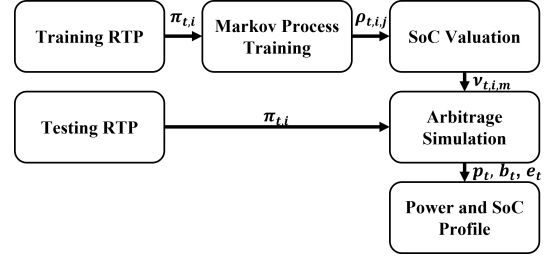 Training RTP
π_{t,i}
Markov Process
Training
ρ_{t,i,j}
SoC Valuation
ν_{t,i,m}
Testing RTP
π_{t,i}
Arbitrage
Simulation
p_t, b_t, e_t
Power and SoC
Profile